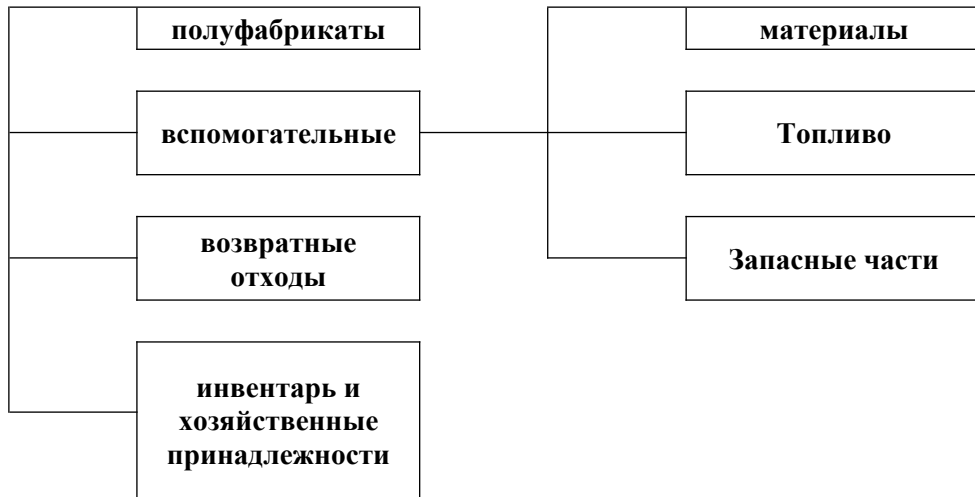 полуфабрикаты
материалы
вспомогательные
Топливо
возвратные
отходы
Запасные части
инвентарь и
хозяйственные
принадлежности